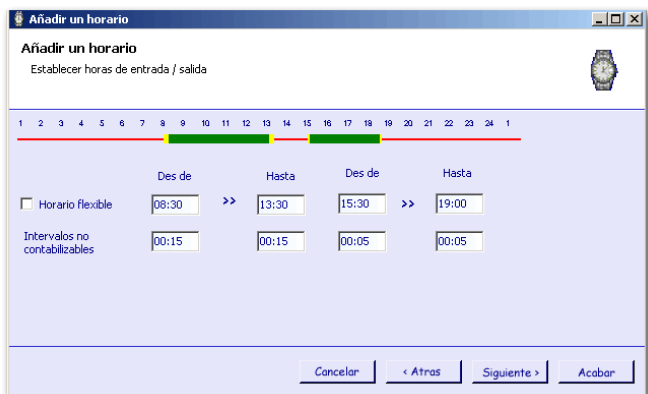 Añadir un horario
Añadir un horario
Establecer horas de entrada / salida
1 2 3 4 5 6 7 8 9 10 11 12 13 14 15 16 17 18 19 20 21 22 23 24 1
Des de Hasta Des de Hasta
Horario flexible 08:30 >> 13:30 15:30 >> 19:00
Intervalos no
contabilizables 00:15 00:15 00:05 00:05
Cancelar < Atras Siguiente > Acabar